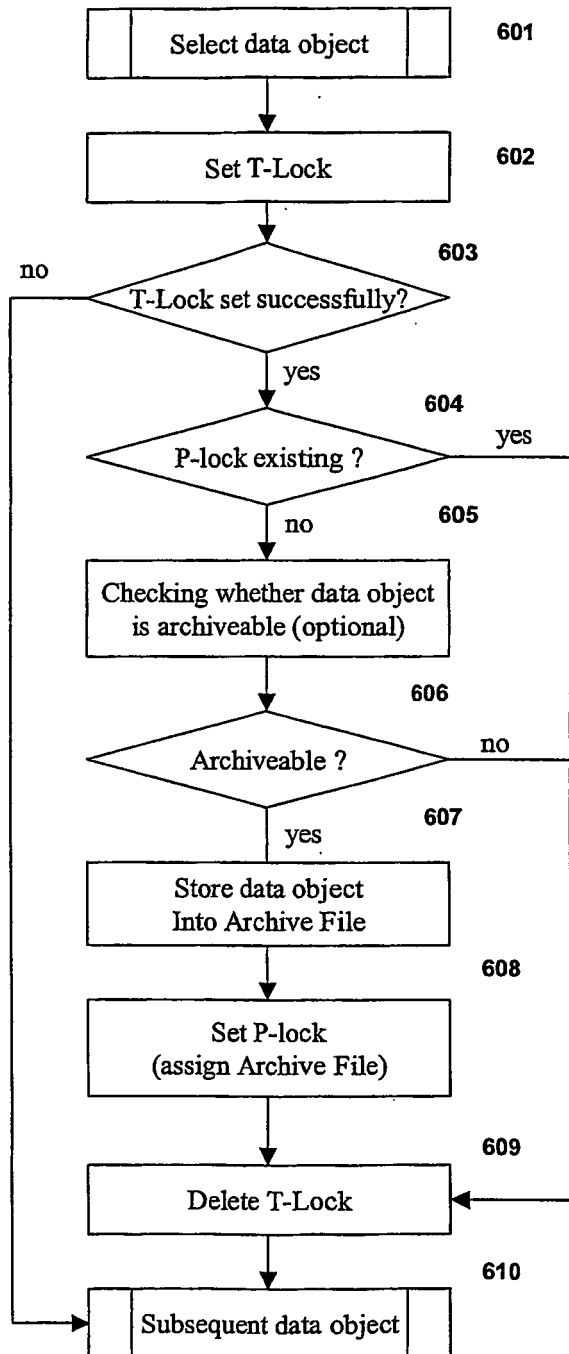 Select data object 601
Set T-Lock 602
603
no
T-Lock set successfully?
yes
604
P-lock existing ? yes
605
no
Checking whether data object
is archiveable (optional)
606
Archiveable ? no
607
yes
Store data object
Into Archive File
608
Set P-lock
(assign Archive File)
609
Delete T-Lock
610
Subsequent data object